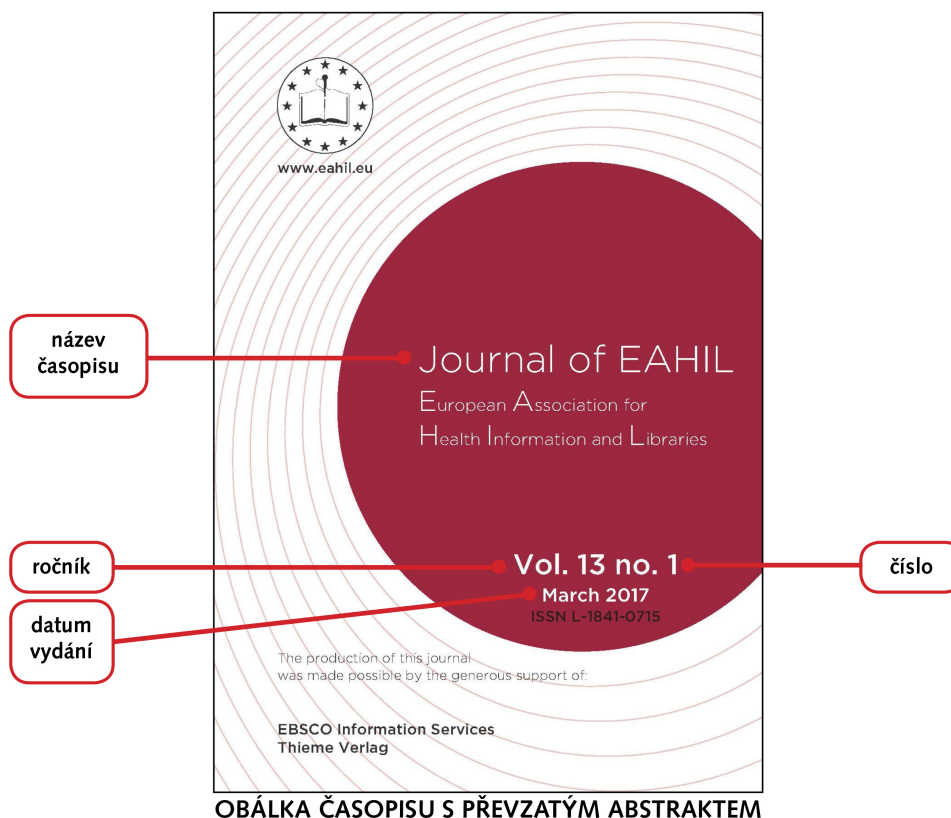 www.eahil.eu
název
časopisu
Journal of EAHIL
European Association for
Health Information and Libraries
ročník
Vol. 13 no. 1
číslo
datum
vydání
March 2017
ISSN L-1841-0715
The production of this journal
was made possible by the generous support of:
EBSCO Information Services
Thieme Verlag
OBÁLKA ČASOPISU S PŘEVZATÝM ABSTRAKTEM